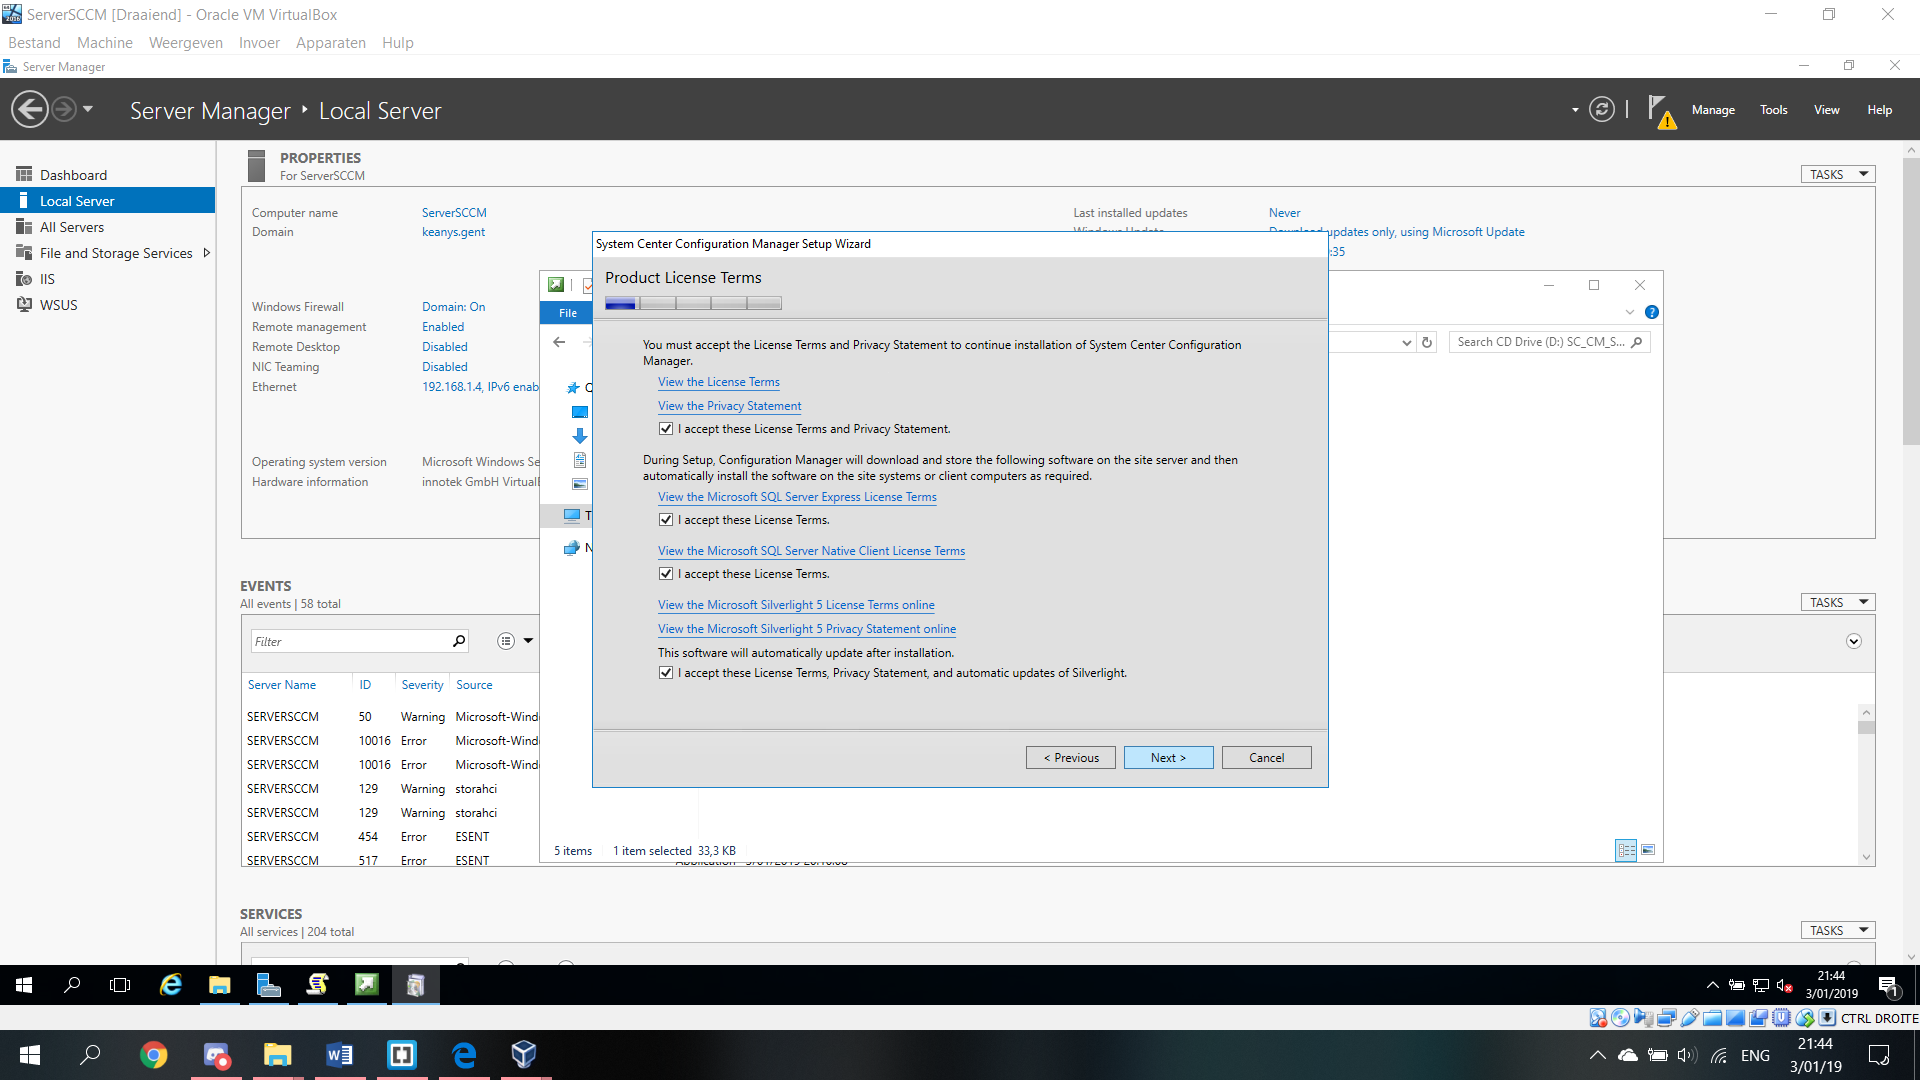 ServerSCCM [Draaiend] - Oracle VM VirtualBox
Bestand Machine Weergeven Invoer Apparaten Hulp
Server Manager
Server Manager ‣ Local Server
Manage Tools View Help
Dashboard
Local Server
All Servers
File and Storage Services
IIS
WSUS
PROPERTIES
For ServerSCCM
TASKS
Computer name ServerSCCM
Domain keanys.gent
Last installed updates Never
Windows Update Download updates only, using Microsoft Update
:35
Windows Firewall Domain: On
Remote management Enabled
Remote Desktop Disabled
NIC Teaming Disabled
Ethernet 192.168.1.4, IPv6 enab
Operating system version Microsoft Windows Se
Hardware information innotek GmbH Virtual
File
Search CD Drive (D:) SC_CM_S...
5 items 1 item selected 33,3 KB
System Center Configuration Manager Setup Wizard
Product License Terms
You must accept the License Terms and Privacy Statement to continue installation of System Center Configuration
Manager.
View the License Terms
View the Privacy Statement
I accept these License Terms and Privacy Statement.
During Setup, Configuration Manager will download and store the following software on the site server and then
automatically install the software on the site systems or client computers as required.
View the Microsoft SQL Server Express License Terms
I accept these License Terms.
View the Microsoft SQL Server Native Client License Terms
I accept these License Terms.
View the Microsoft Silverlight 5 License Terms online
View the Microsoft Silverlight 5 Privacy Statement online
This software will automatically update after installation.
I accept these License Terms, Privacy Statement, and automatic updates of Silverlight.
< Previous Next > Cancel
EVENTS
All events | 58 total
TASKS
Filter
Server Name ID Severity Source
SERVERSCCM 50 Warning Microsoft-Wind
SERVERSCCM 10016 Error Microsoft-Wind
SERVERSCCM 10016 Error Microsoft-Wind
SERVERSCCM 129 Warning storahci
SERVERSCCM 129 Warning storahci
SERVERSCCM 454 Error ESENT
SERVERSCCM 517 Error ESENT
SERVICES
All services | 204 total
TASKS
21:44
3/01/2019
1
CTRL DROITE
ENG
21:44
3/01/19